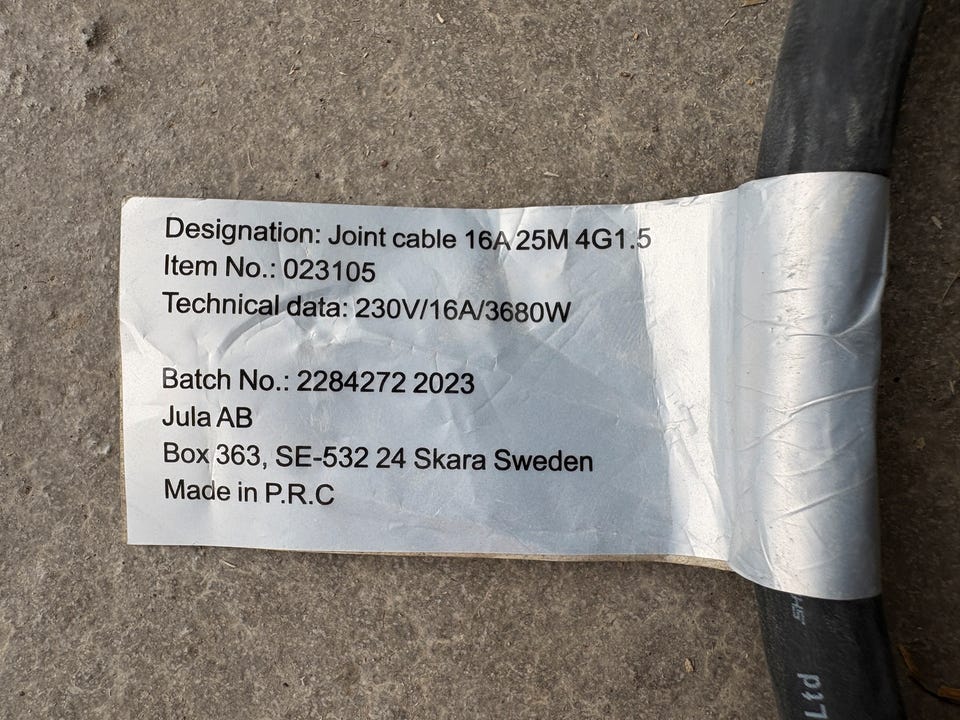 Designation: Joint cable 16A 25M 4G1.5
Item No.: 023105
Technical data: 230V/16A/3680W
Batch No.: 2284272 2023
Jula AB
Box 363, SE-532 24 Skara Sweden
Made in P.R.C
Ltd